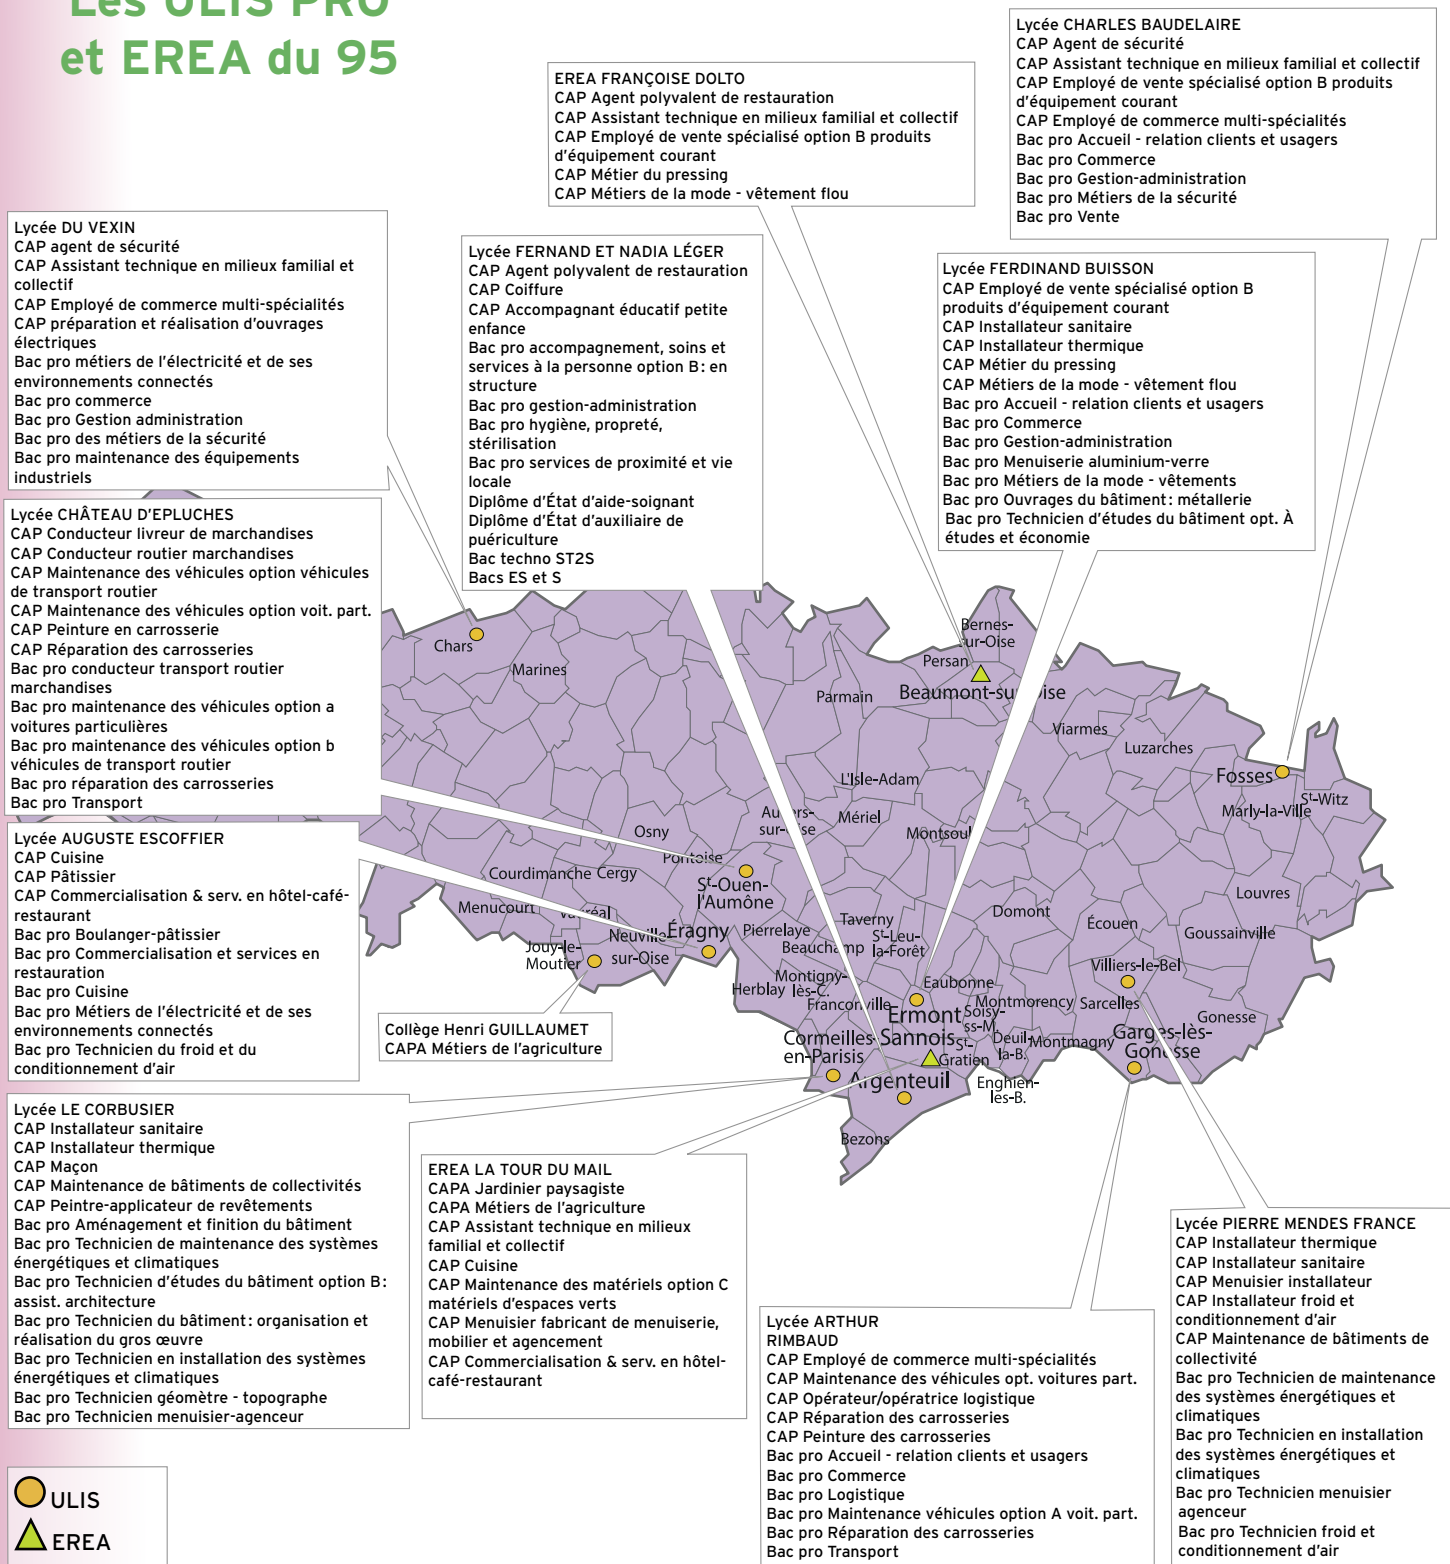 Les ULIS PRO
et EREA du 95
Lycée CHARLES BAUDELAIRE
CAP Agent de sécurité
CAP Assistant technique en milieux familial et collectif
CAP Employé de vente spécialisé option B produits
d'équipement courant
CAP Employé de commerce multi-spécialités
Bac pro Accueil - relation clients et usagers
Bac pro Commerce
Bac pro Gestion-administration
Bac pro Métiers de la sécurité
Bac pro Vente
EREA FRANÇOISE DOLTO
CAP Agent polyvalent de restauration
CAP Assistant technique en milieux familial et collectif
CAP Employé de vente spécialisé option B produits
d'équipement courant
CAP Métier du pressing
CAP Métiers de la mode - vêtement flou
Lycée DU VEXIN
CAP agent de sécurité
CAP Assistant technique en milieux familial et
collectif
CAP Employé de commerce multi-spécialités
CAP préparation et réalisation d'ouvrages
électriques
Bac pro métiers de l'électricité et de ses
environnements connectés
Bac pro commerce
Bac pro Gestion administration
Bac pro des métiers de la sécurité
Bac pro maintenance des équipements
industriels
Lycée FERNAND ET NADIA LÉGER
CAP Agent polyvalent de restauration
CAP Coiffure
CAP Accompagnant éducatif petite
enfance
Bac pro accompagnement, soins et
services à la personne option B: en
structure
Bac pro gestion-administration
Bac pro hygiène, propreté,
stérilisation
Bac pro services de proximité et vie
locale
Diplôme d'État d'aide-soignant
Diplôme d'État d'auxiliaire de
puériculture
Bac techno ST2S
Bacs ES et S
Lycée FERDINAND BUISSON
CAP Employé de vente spécialisé option B
produits d'équipement courant
CAP Installateur sanitaire
CAP Installateur thermique
CAP Métier du pressing
CAP Métiers de la mode - vêtement flou
Bac pro Accueil - relation clients et usagers
Bac pro Commerce
Bac pro Gestion-administration
Bac pro Menuiserie aluminium-verre
Bac pro Métiers de la mode - vêtements
Bac pro Ouvrages du bâtiment: métallerie
Bac pro Technicien d'études du bâtiment opt. À
études et économie
Lycée CHÂTEAU D'EPLUCHES
CAP Conducteur livreur de marchandises
CAP Conducteur routier marchandises
CAP Maintenance des véhicules option véhicules
de transport routier
CAP Maintenance des véhicules option voit. part.
CAP Peinture en carrosserie
CAP Réparation des carrosseries
Bac pro conducteur transport routier
marchandises
Bac pro maintenance des véhicules option a
voitures particulières
Bac pro maintenance des véhicules option b
véhicules de transport routier
Bac pro réparation des carrosseries
Bac pro Transport
Lycée AUGUSTE ESCOFFIER
CAP Cuisine
CAP Pâtissier
CAP Commercialisation & serv. en hôtel-café-
restaurant
Bac pro Boulanger-pâtissier
Bac pro Commercialisation et services en
restauration
Bac pro Cuisine
Bac pro Métiers de l'électricité et de ses
environnements connectés
Bac pro Technicien du froid et du
conditionnement d'air
Chars
Marines
Bernes-
sur-Oise
Persan
Beaumont-sur-Oise
Parmain
Viarmes
Luzarches
Fosses
St-Witz
Marly-la-Ville
L'Isle-Adam
Auvers-
sur-Oise
Mériel
Montsoult
Osny
Pontoise
Courdimanche
Cergy
St-Ouen-
l'Aumône
Menucourt
Vauréal
Louvres
Domont
Écouen
Goussainville
Taverny
St-Leu-
la-Forêt
Éragny
Pierrelaye
Beauchamp
Neuville-
sur-Oise
Jouy-le-
Moutier
Villiers-le-Bel
Montigny-
lès-C.
Herblay
Franconville
Eaubonne
Ermont
Montmorency
Sarcelles
Gonesse
Soisy-
ss-M.
Cormeilles-
en-Parisis
Sannois
St-
Gratien
Deuil-
la-B.
Montmagny
Garges-lès-
Gonesse
Argenteuil
Enghien-
les-B.
Bezons
Collège Henri GUILLAUMET
CAPA Métiers de l'agriculture
Lycée LE CORBUSIER
CAP Installateur sanitaire
CAP Installateur thermique
CAP Maçon
CAP Maintenance de bâtiments de collectivités
CAP Peintre-applicateur de revêtements
Bac pro Aménagement et finition du bâtiment
Bac pro Technicien de maintenance des systèmes
énergétiques et climatiques
Bac pro Technicien d'études du bâtiment option B:
assist. architecture
Bac pro Technicien du bâtiment: organisation et
réalisation du gros œuvre
Bac pro Technicien en installation des systèmes
énergétiques et climatiques
Bac pro Technicien géomètre - topographe
Bac pro Technicien menuisier-agenceur
EREA LA TOUR DU MAIL
CAPA Jardinier paysagiste
CAPA Métiers de l'agriculture
CAP Assistant technique en milieux
familial et collectif
CAP Cuisine
CAP Maintenance des matériels option C
matériels d'espaces verts
CAP Menuisier fabricant de menuiserie,
mobilier et agencement
CAP Commercialisation & serv. en hôtel-
café-restaurant
Lycée ARTHUR
RIMBAUD
CAP Employé de commerce multi-spécialités
CAP Maintenance des véhicules opt. voitures part.
CAP Opérateur/opératrice logistique
CAP Réparation des carrosseries
CAP Peinture des carrosseries
Bac pro Accueil - relation clients et usagers
Bac pro Commerce
Bac pro Logistique
Bac pro Maintenance véhicules option A voit. part.
Bac pro Réparation des carrosseries
Bac pro Transport
Lycée PIERRE MENDES FRANCE
CAP Installateur thermique
CAP Installateur sanitaire
CAP Menuisier installateur
CAP Installateur froid et
conditionnement d'air
CAP Maintenance de bâtiments de
collectivité
Bac pro Technicien de maintenance
des systèmes énergétiques et
climatiques
Bac pro Technicien en installation
des systèmes énergétiques et
climatiques
Bac pro Technicien menuisier
agenceur
Bac pro Technicien froid et
conditionnement d'air
ULIS
EREA